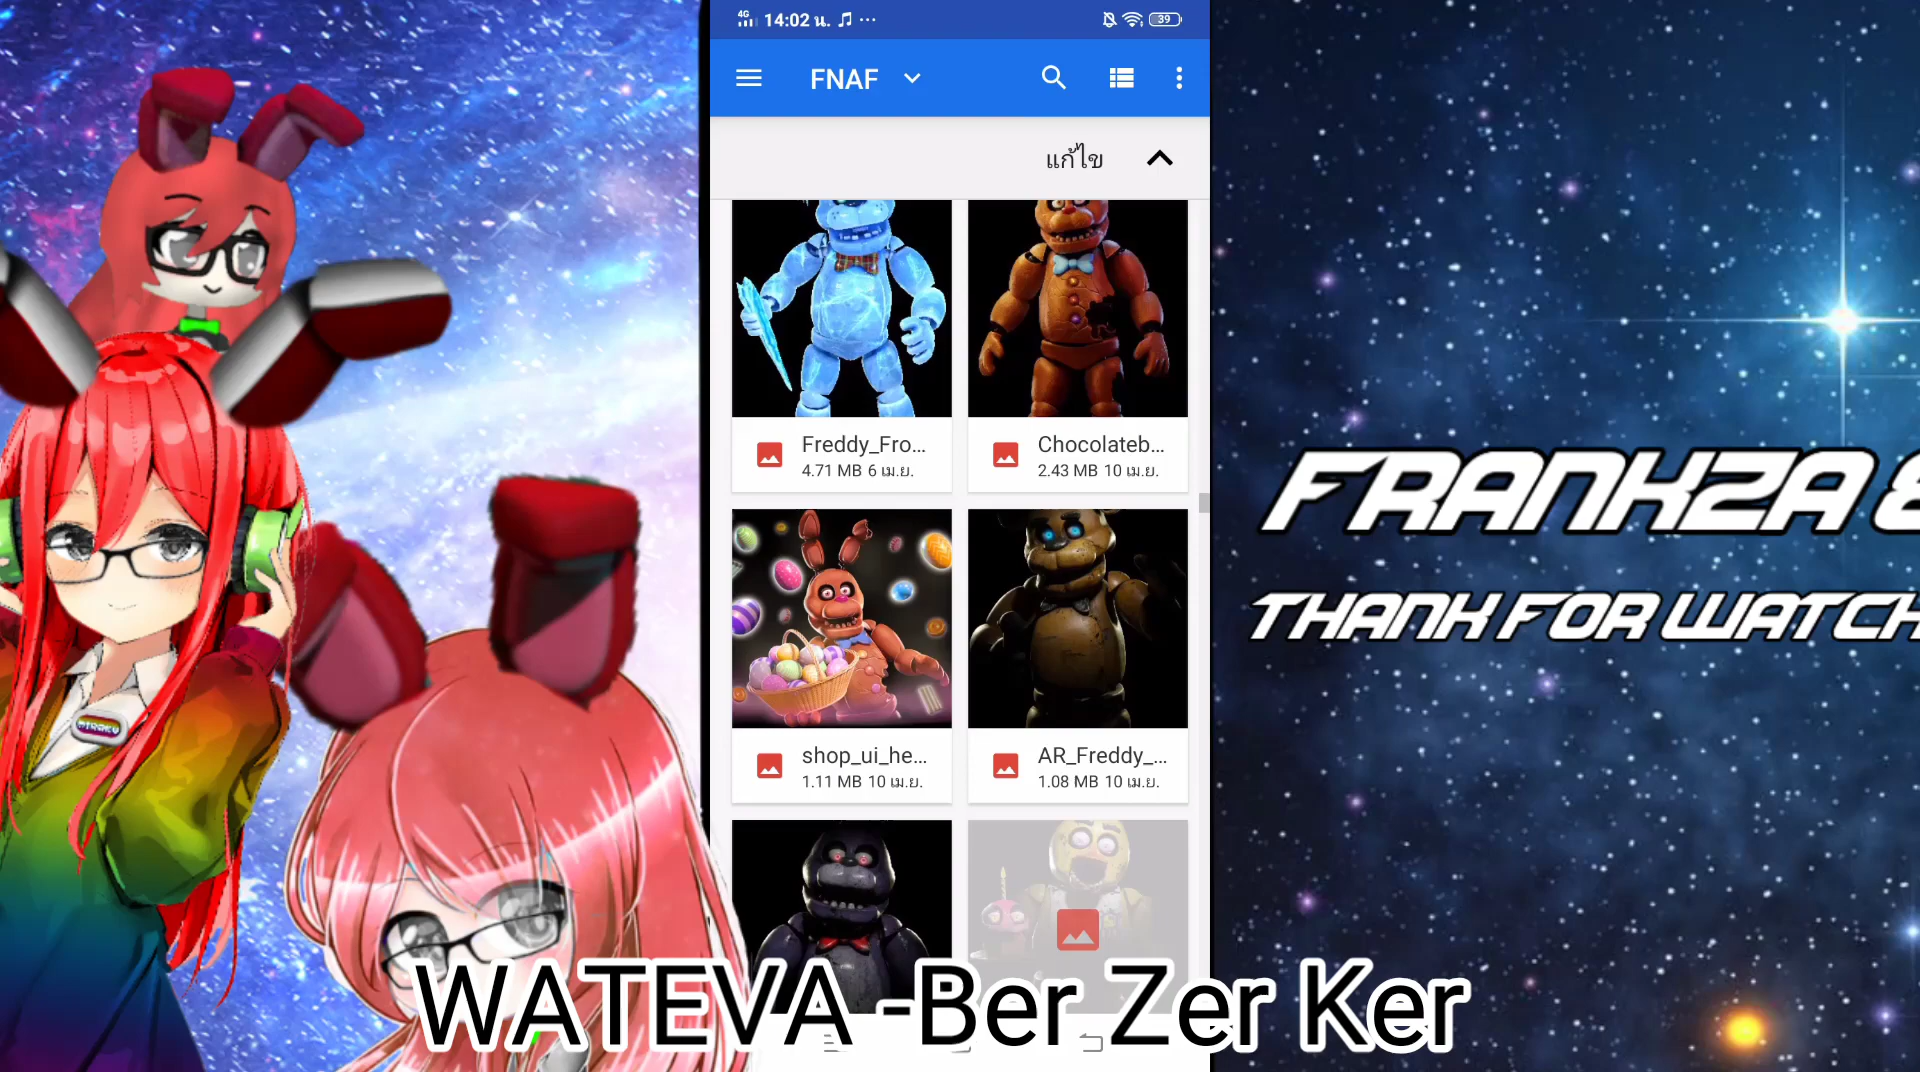 4G 14:02 น. ... 39
FNAF
แก้ไข
Freddy_Fro...
4.71 MB 6 เม.ย.
Chocolateb...
2.43 MB 10 เม.ย.
shop_ui_he...
1.11 MB 10 เม.ย.
AR_Freddy_...
1.08 MB 10 เม.ย.
FRANKZA &
THANK FOR WATCH
WATEVA -Ber Zer Ker